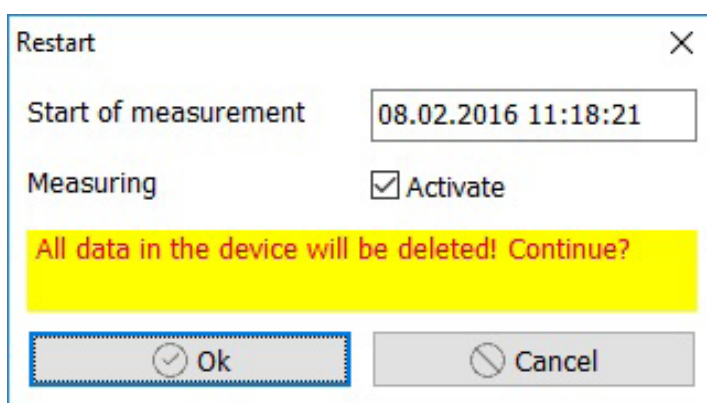 Restart
Start of measurement 08.02.2016 11:18:21
Measuring Activate
All data in the device will be deleted! Continue?
Ok Cancel